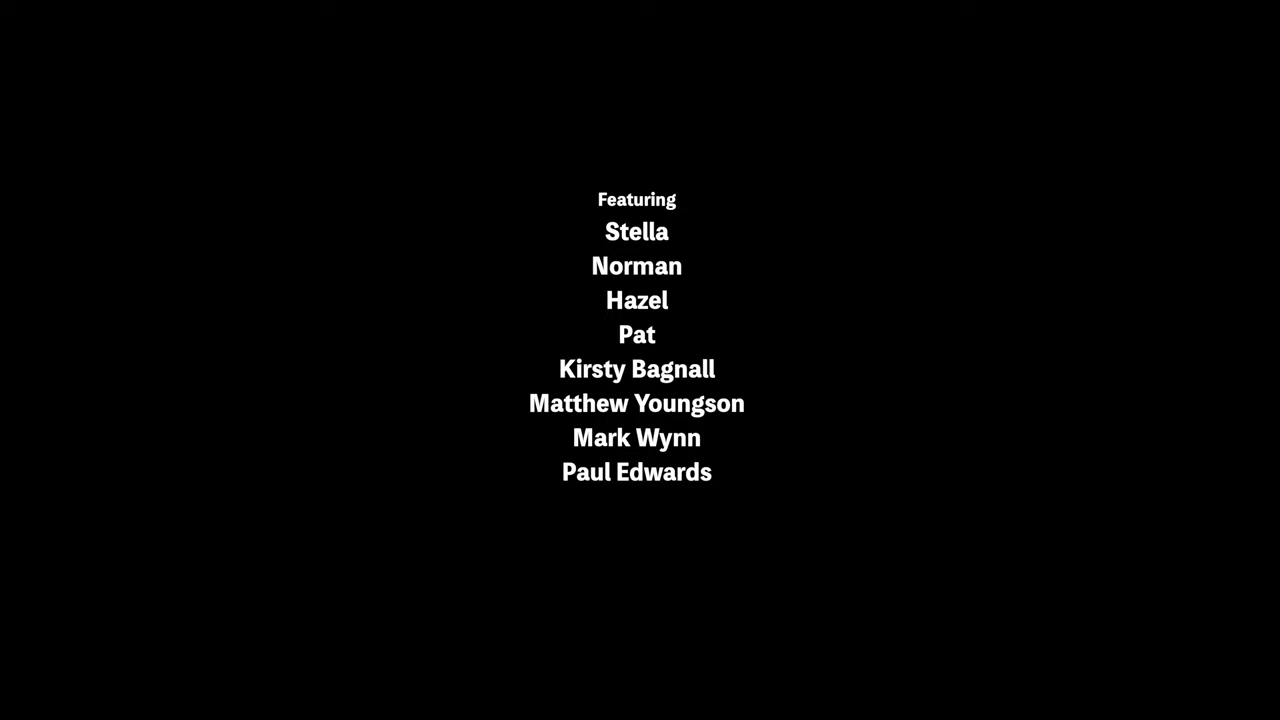 Featuring
Stella
Norman
Hazel
Pat
Kirsty Bagnall
Matthew Youngson
Mark Wynn
Paul Edwards